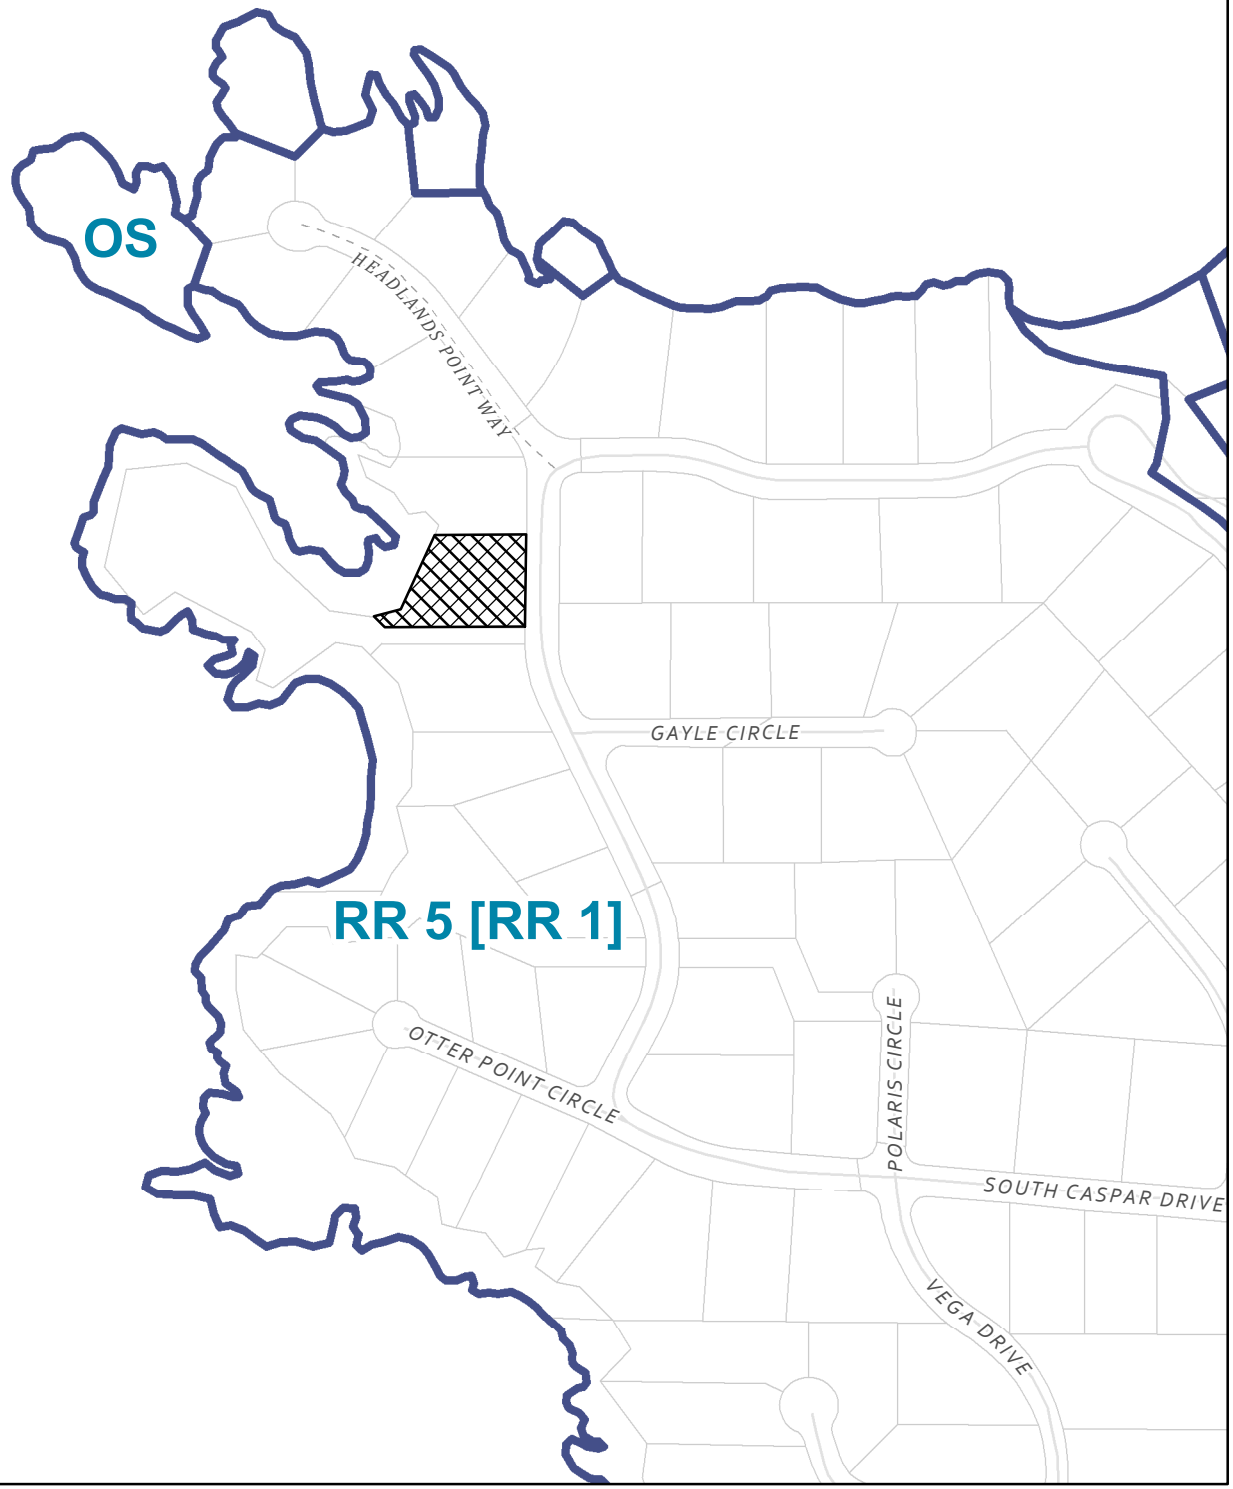 OS
HEADLANDS POINT WAY
GAYLE CIRCLE
RR 5 [RR 1]
OTTER POINT CIRCLE
POLARIS CIRCLE
SOUTH CASPAR DRIVE
VEGA DRIVE